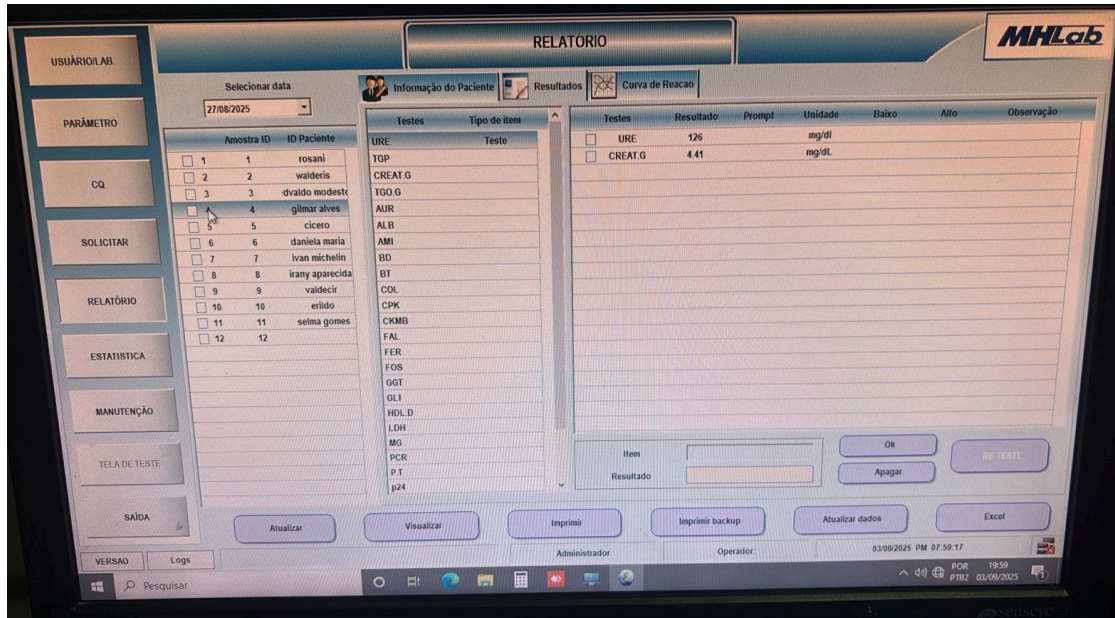 RELATÓRIO
MHLab
USUÁRIO/LAB.
PARÂMETRO
CQ
SOLICITAR
RELATÓRIO
ESTATISTICA
MANUTENÇÃO
TELA DE TESTE
SAÍDA
Selecionar data
27/08/2025
Amostra ID ID Paciente
1 1 rosani
2 2 walderis
3 3 dvaldo modest
4 gilmar alves
5 5 cicero
6 6 daniela maria
7 7 ivan michelin
8 8 irany aparecida
9 9 valdecir
10 10 erildo
11 11 selma gomes
12 12
Informação do Paciente Resultados Curva de Reacao
Testes Tipo de item
URE Teste
TGP
CREAT.G
TGO.G
AUR
ALB
AMI
BD
BT
COL
CPK
CKMB
FAL
FER
FOS
GGT
GLI
HDL.D
LDH
MG
PCR
P.T
p24
Testes Resultado Prompt Unidade Baixo Alto Observação
URE 126 mg/dl
CREAT.G 4.41 mg/dL
Item
Resultado
Ok
Apagar
RE-TESTE
Atualizar Visualizar Imprimir Imprimir backup Atualizar dados Excel
VERSAO Logs Administrador Operador: 03/09/2025 PM 07:59:17
Pesquisar
POR 19:59
PTB2 03/09/2025
senseye